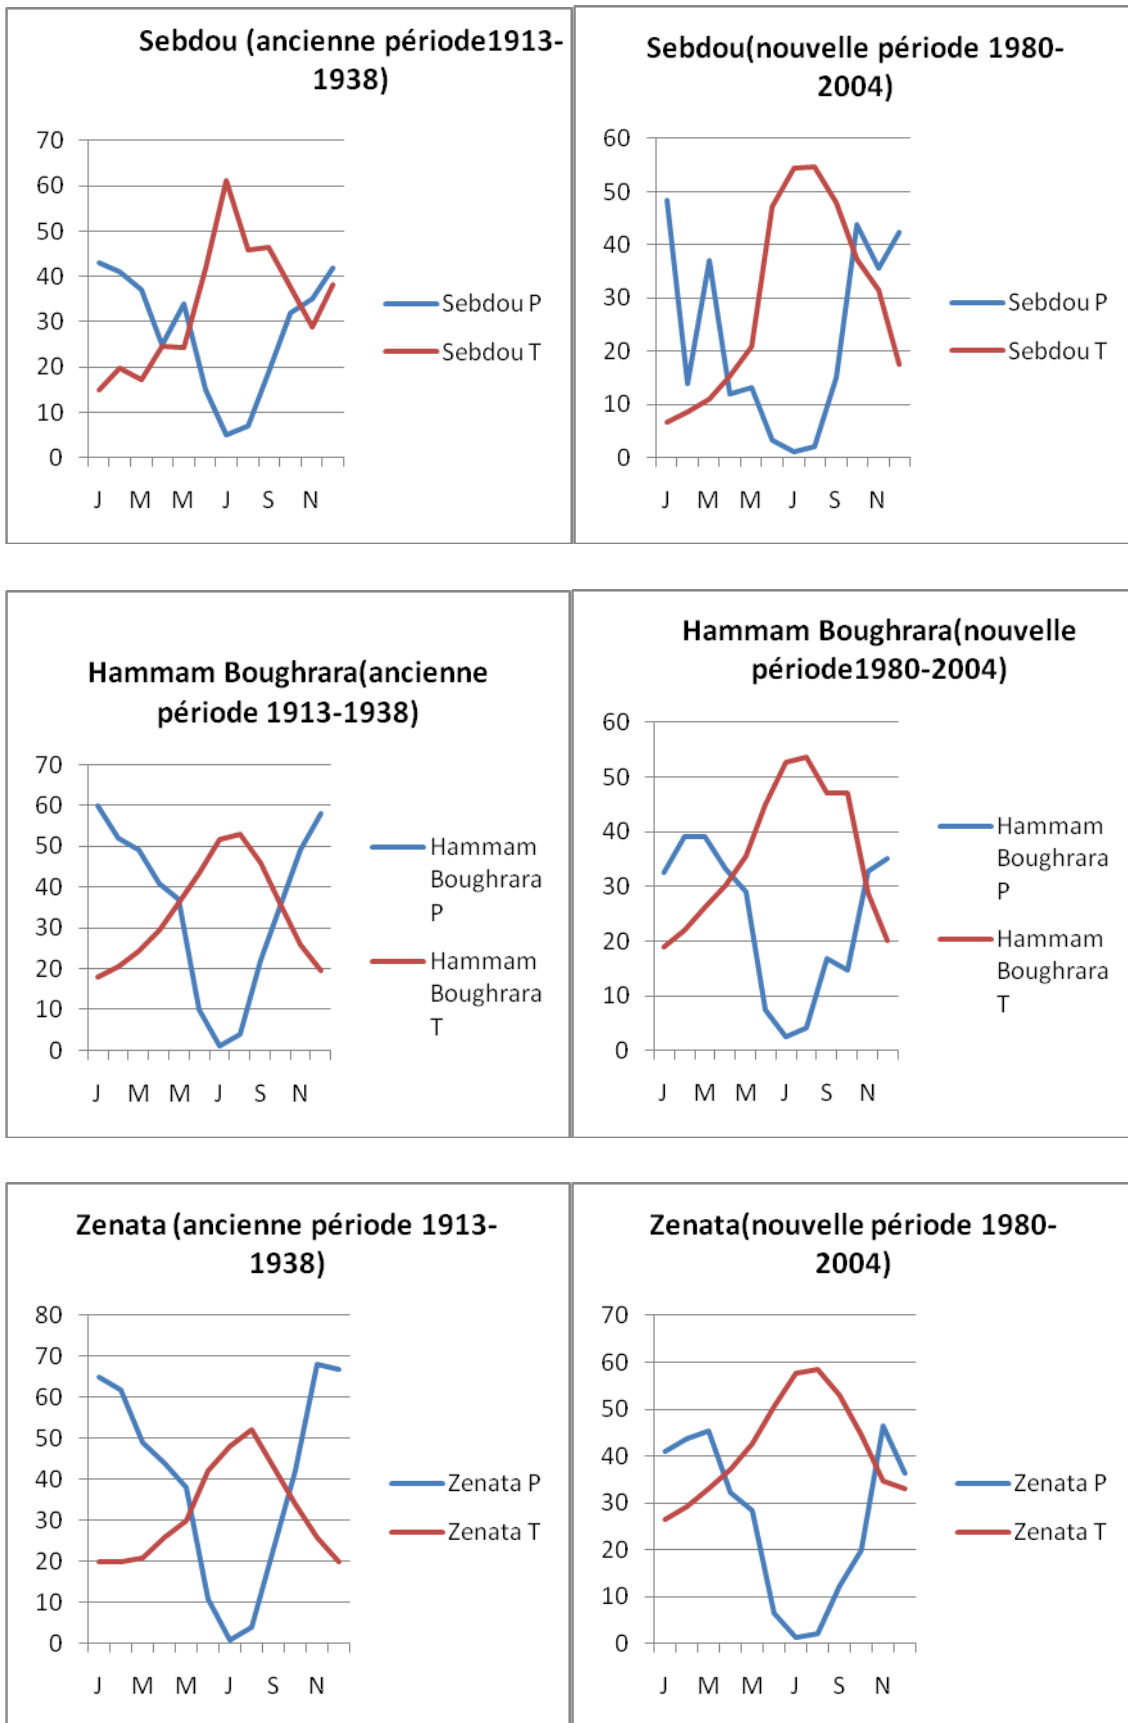 Sebdou (ancienne période1913-
1938)
70
60
50
40
30
20
10
0
J M M J S N
Sebdou P
Sebdou T
Sebdou(nouvelle période 1980-
2004)
60
50
40
30
20
10
0
J M M J S N
Sebdou P
Sebdou T
Hammam Boughrara(ancienne
période 1913-1938)
70
60
50
40
30
20
10
0
J M M J S N
Hammam
Boughrara
P
Hammam
Boughrara
T
Hammam Boughrara(nouvelle
période1980-2004)
60
50
40
30
20
10
0
J M M J S N
Hammam
Boughrara
P
Hammam
Boughrara
T
Zenata (ancienne période 1913-
1938)
80
70
60
50
40
30
20
10
0
J M M J S N
Zenata P
Zenata T
Zenata(nouvelle période 1980-
2004)
70
60
50
40
30
20
10
0
J M M J S N
Zenata P
Zenata T